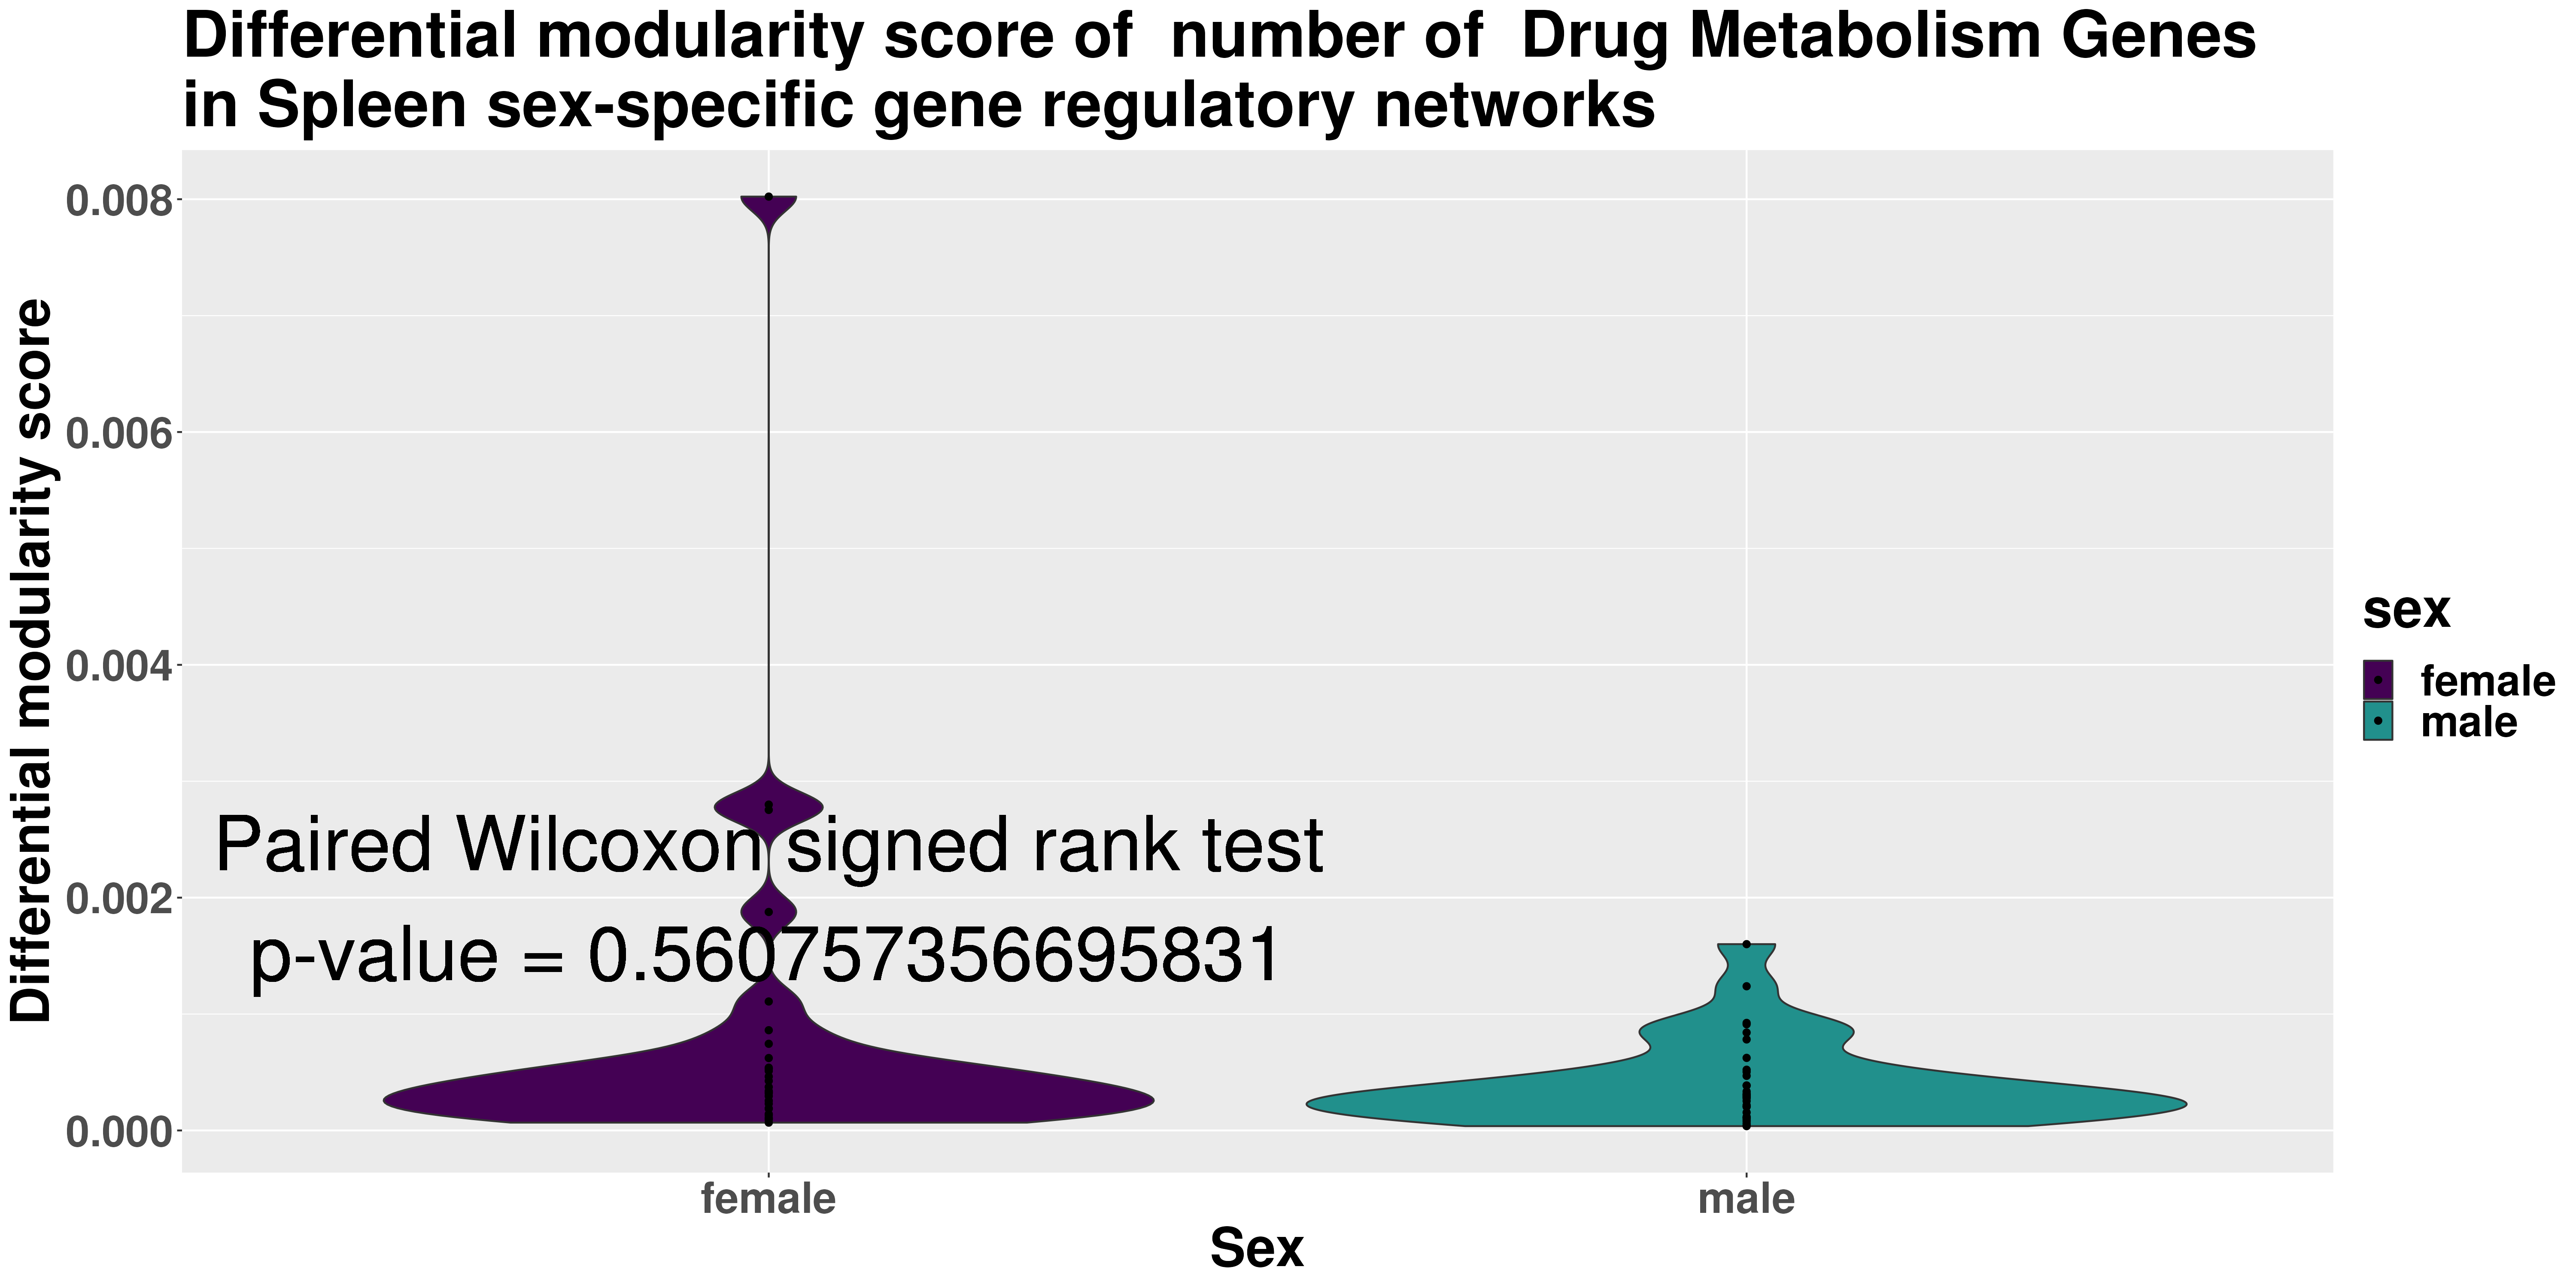 Differential modularity score of  number of  Drug Metabolism Genes
in Spleen sex-specific gene regulatory networks
Differential modularity score
0.008
0.006
0.004
0.002
0.000
Paired Wilcoxon signed rank test
p-value = 0.560757356695831
female
male
Sex
sex
female
male